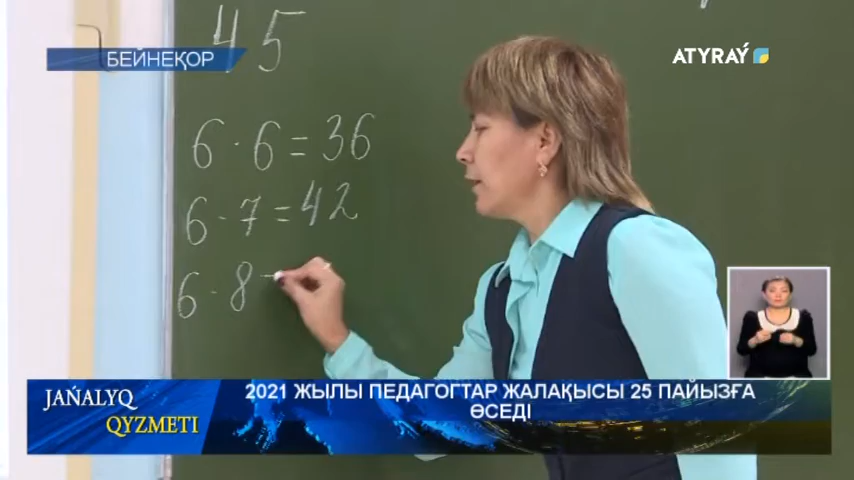 БЕЙНЕҚОР
ATYRAÝ
45
6 · 6 = 36
6 · 7 = 42
6 · 8 =
JAŃALYQ
QYZMETI
2021 ЖЫЛЫ ПЕДАГОГТАР ЖАЛАҚЫСЫ 25 ПАЙЫЗҒА
ӨСЕДІ